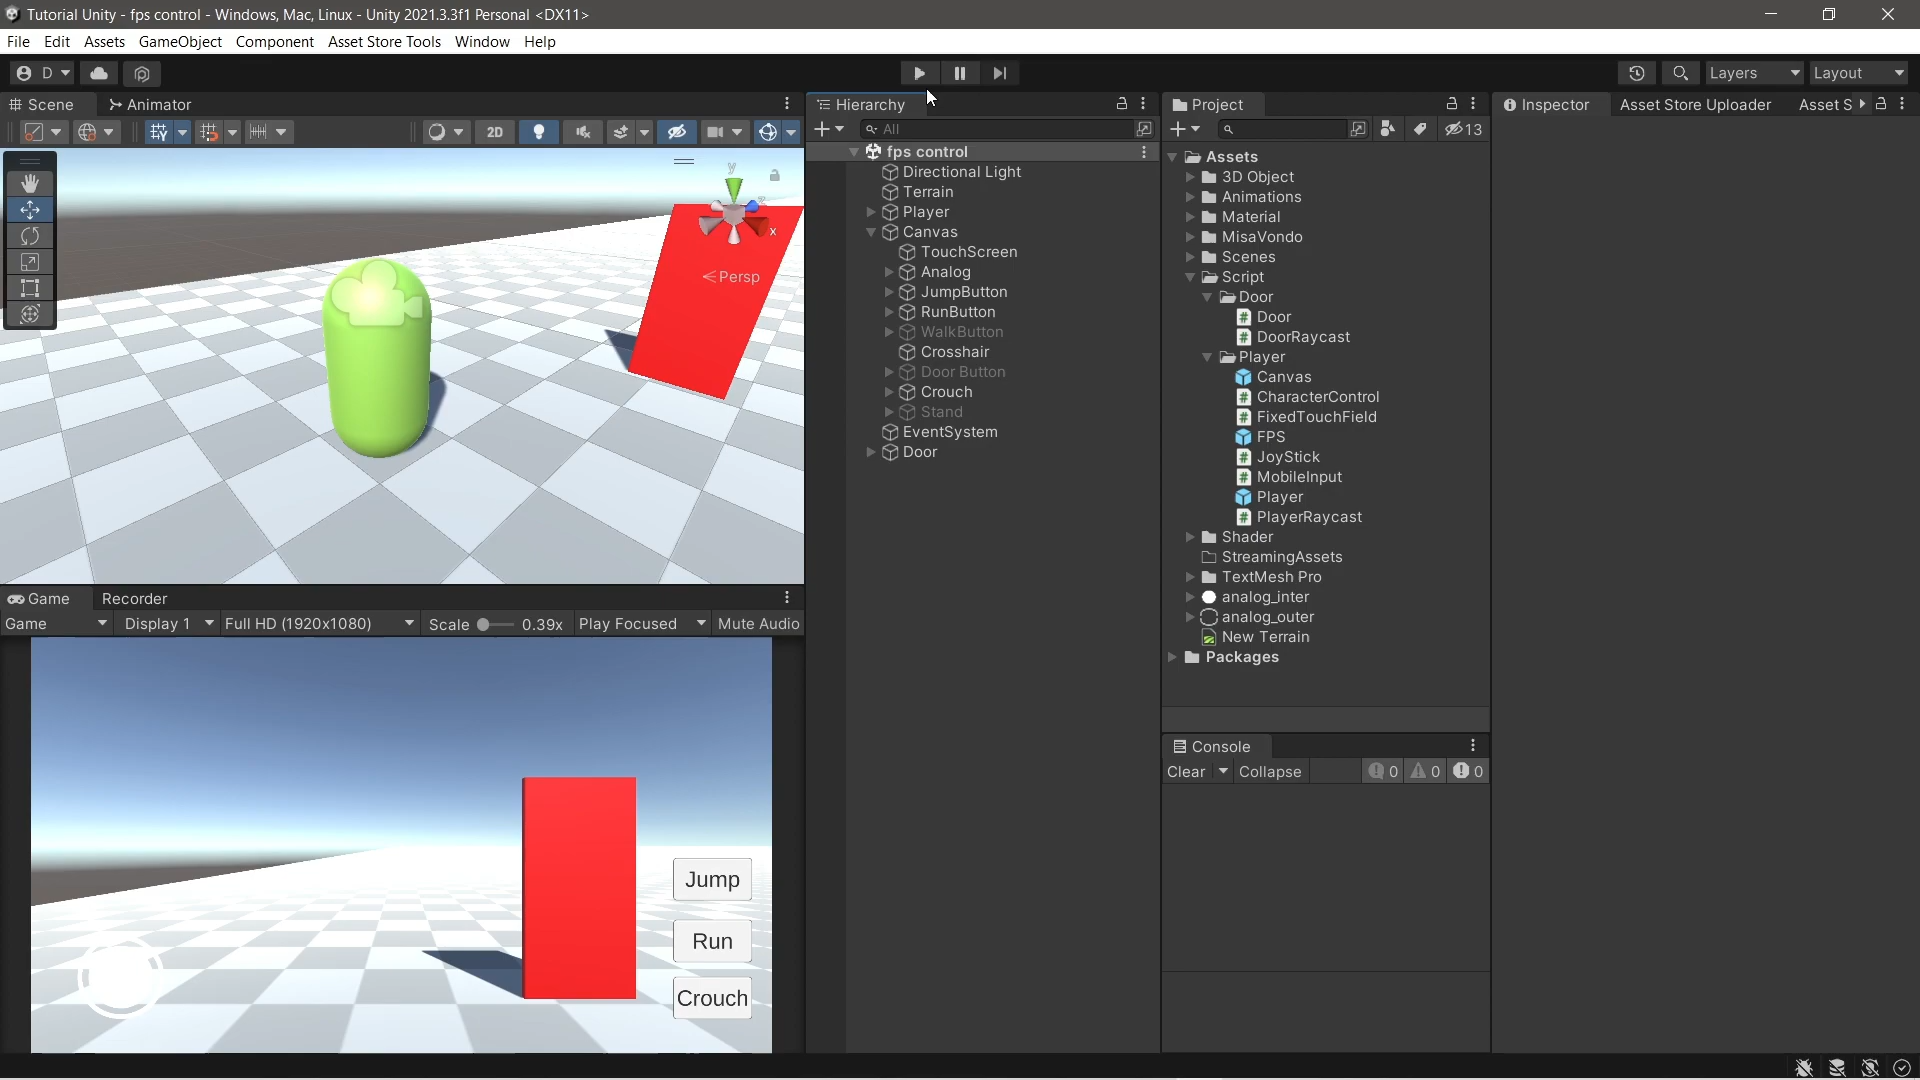 Tutorial Unity - fps control - Windows, Mac, Linux - Unity 2021.3.3f1 Personal <DX11>
File Edit Assets GameObject Component Asset Store Tools Window Help
D Layers Layout
Scene Animator
2D
y
x
z
Persp
Game Recorder
Game Display 1 Full HD (1920x1080) Scale 0.39x Play Focused Mute Audio
Jump
Run
Crouch
Hierarchy
All
fps control
Directional Light
Terrain
Player
Canvas
TouchScreen
Analog
JumpButton
RunButton
WalkButton
Crosshair
Door Button
Crouch
Stand
EventSystem
Door
Project
13
Assets
3D Object
Animations
Material
MisaVondo
Scenes
Script
Door
Door
DoorRaycast
Player
Canvas
CharacterControl
FixedTouchField
FPS
JoyStick
MobileInput
Player
PlayerRaycast
Shader
StreamingAssets
TextMesh Pro
analog_inter
analog_outer
New Terrain
Packages
Console
Clear Collapse 0 0 0
Inspector Asset Store Uploader Asset S